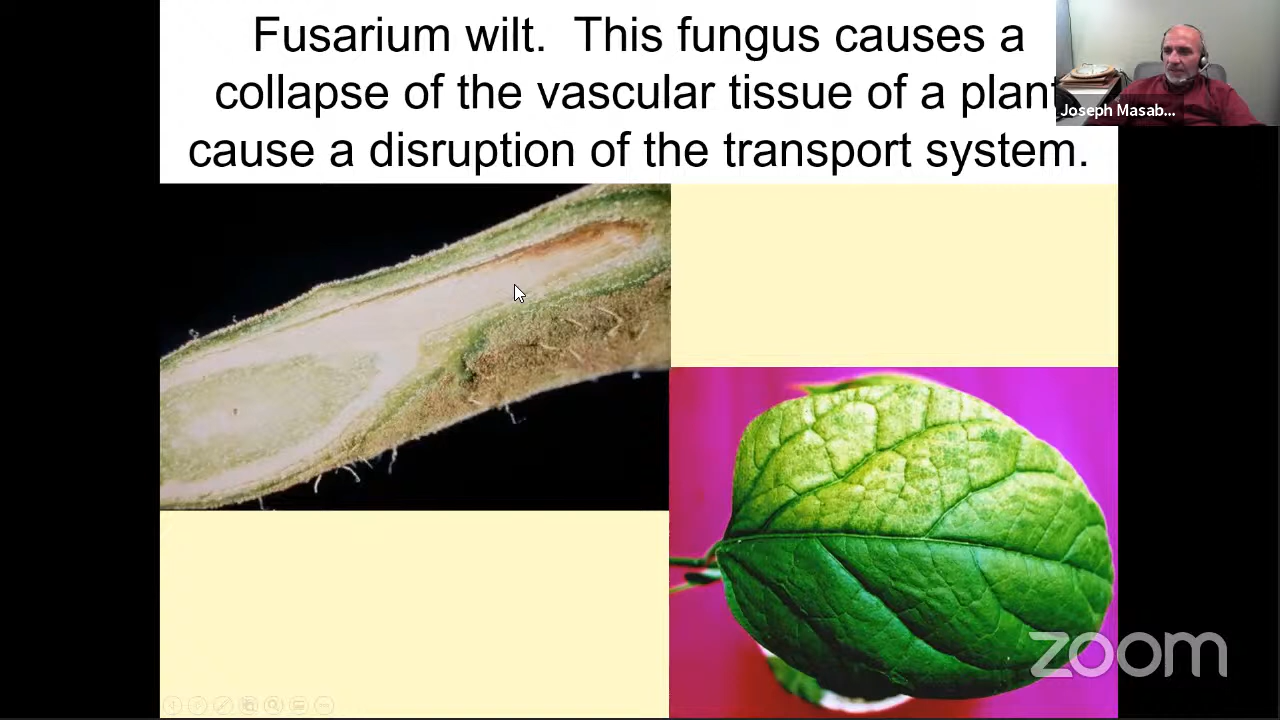 Fusarium wilt. This fungus causes a
collapse of the vascular tissue of a plant
cause a disruption of the transport system.
Joseph Masab...
zoom